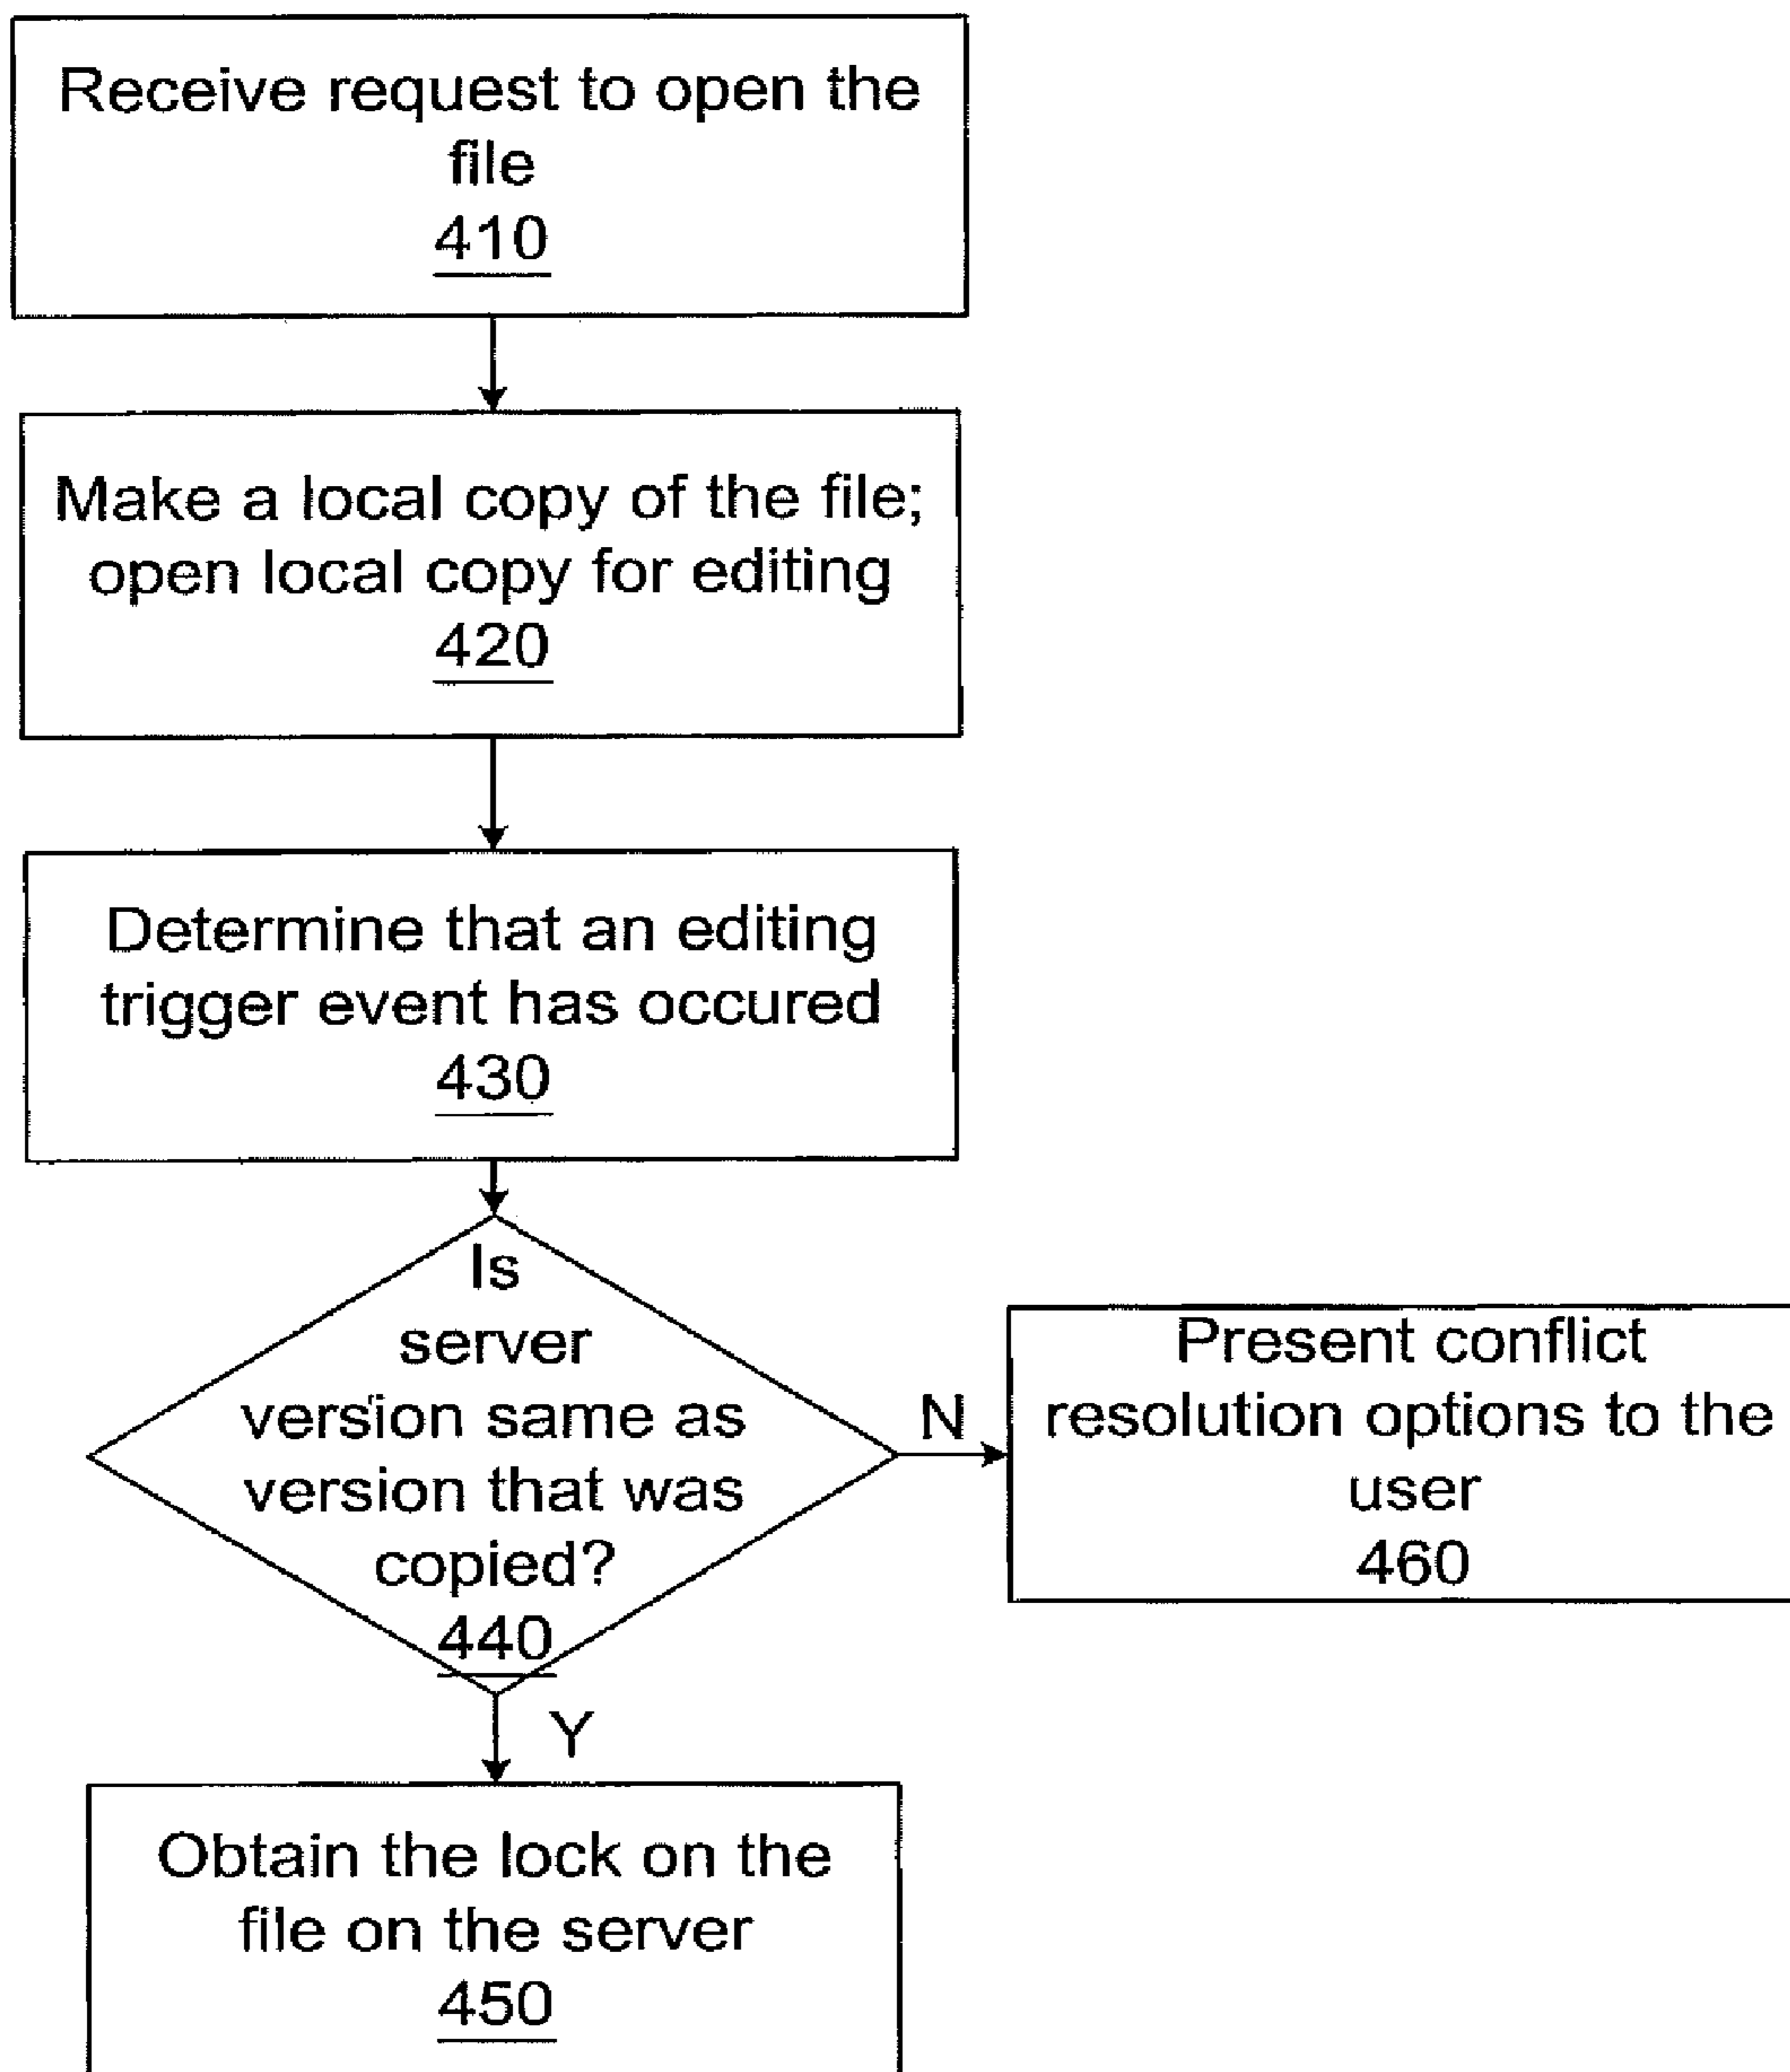 Receive request to open the
file
410
Make a local copy of the file;
open local copy for editing
420
Determine that an editing
trigger event has occured
430
Is
server
version same as
version that was
copied?
440
N
Present conflict
resolution options to the
user
460
Y
Obtain the lock on the
file on the server
450